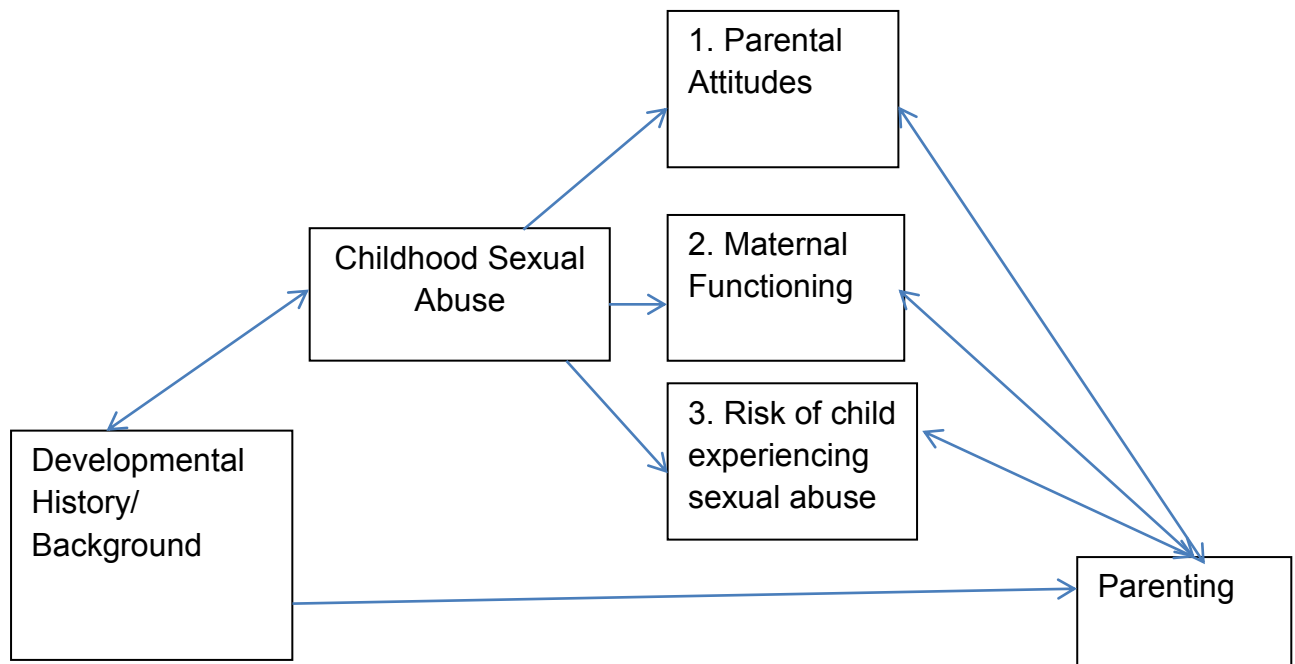 1. Parental
Attitudes
Childhood Sexual
Abuse
2. Maternal
Functioning
3. Risk of child
experiencing
sexual abuse
Developmental
History/
Background
Parenting